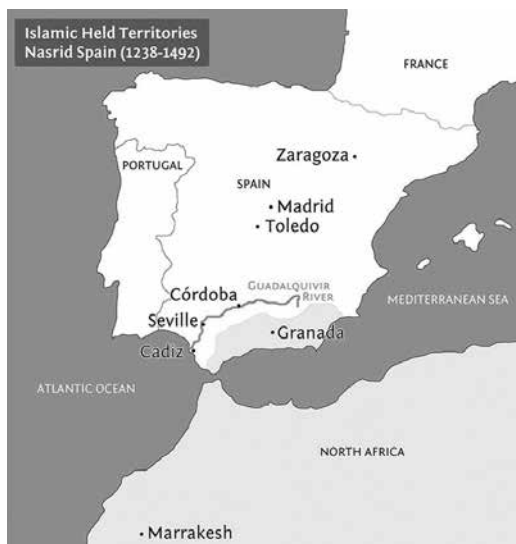 Islamic Held Territories
Nasrid Spain (1238-1492)
FRANCE
PORTUGAL
Zaragoza
SPAIN
Madrid
Toledo
GUADALQUIVIR
RIVER
Córdoba
MEDITERRANEAN SEA
Seville
Granada
Cadiz
ATLANTIC OCEAN
NORTH AFRICA
Marrakesh